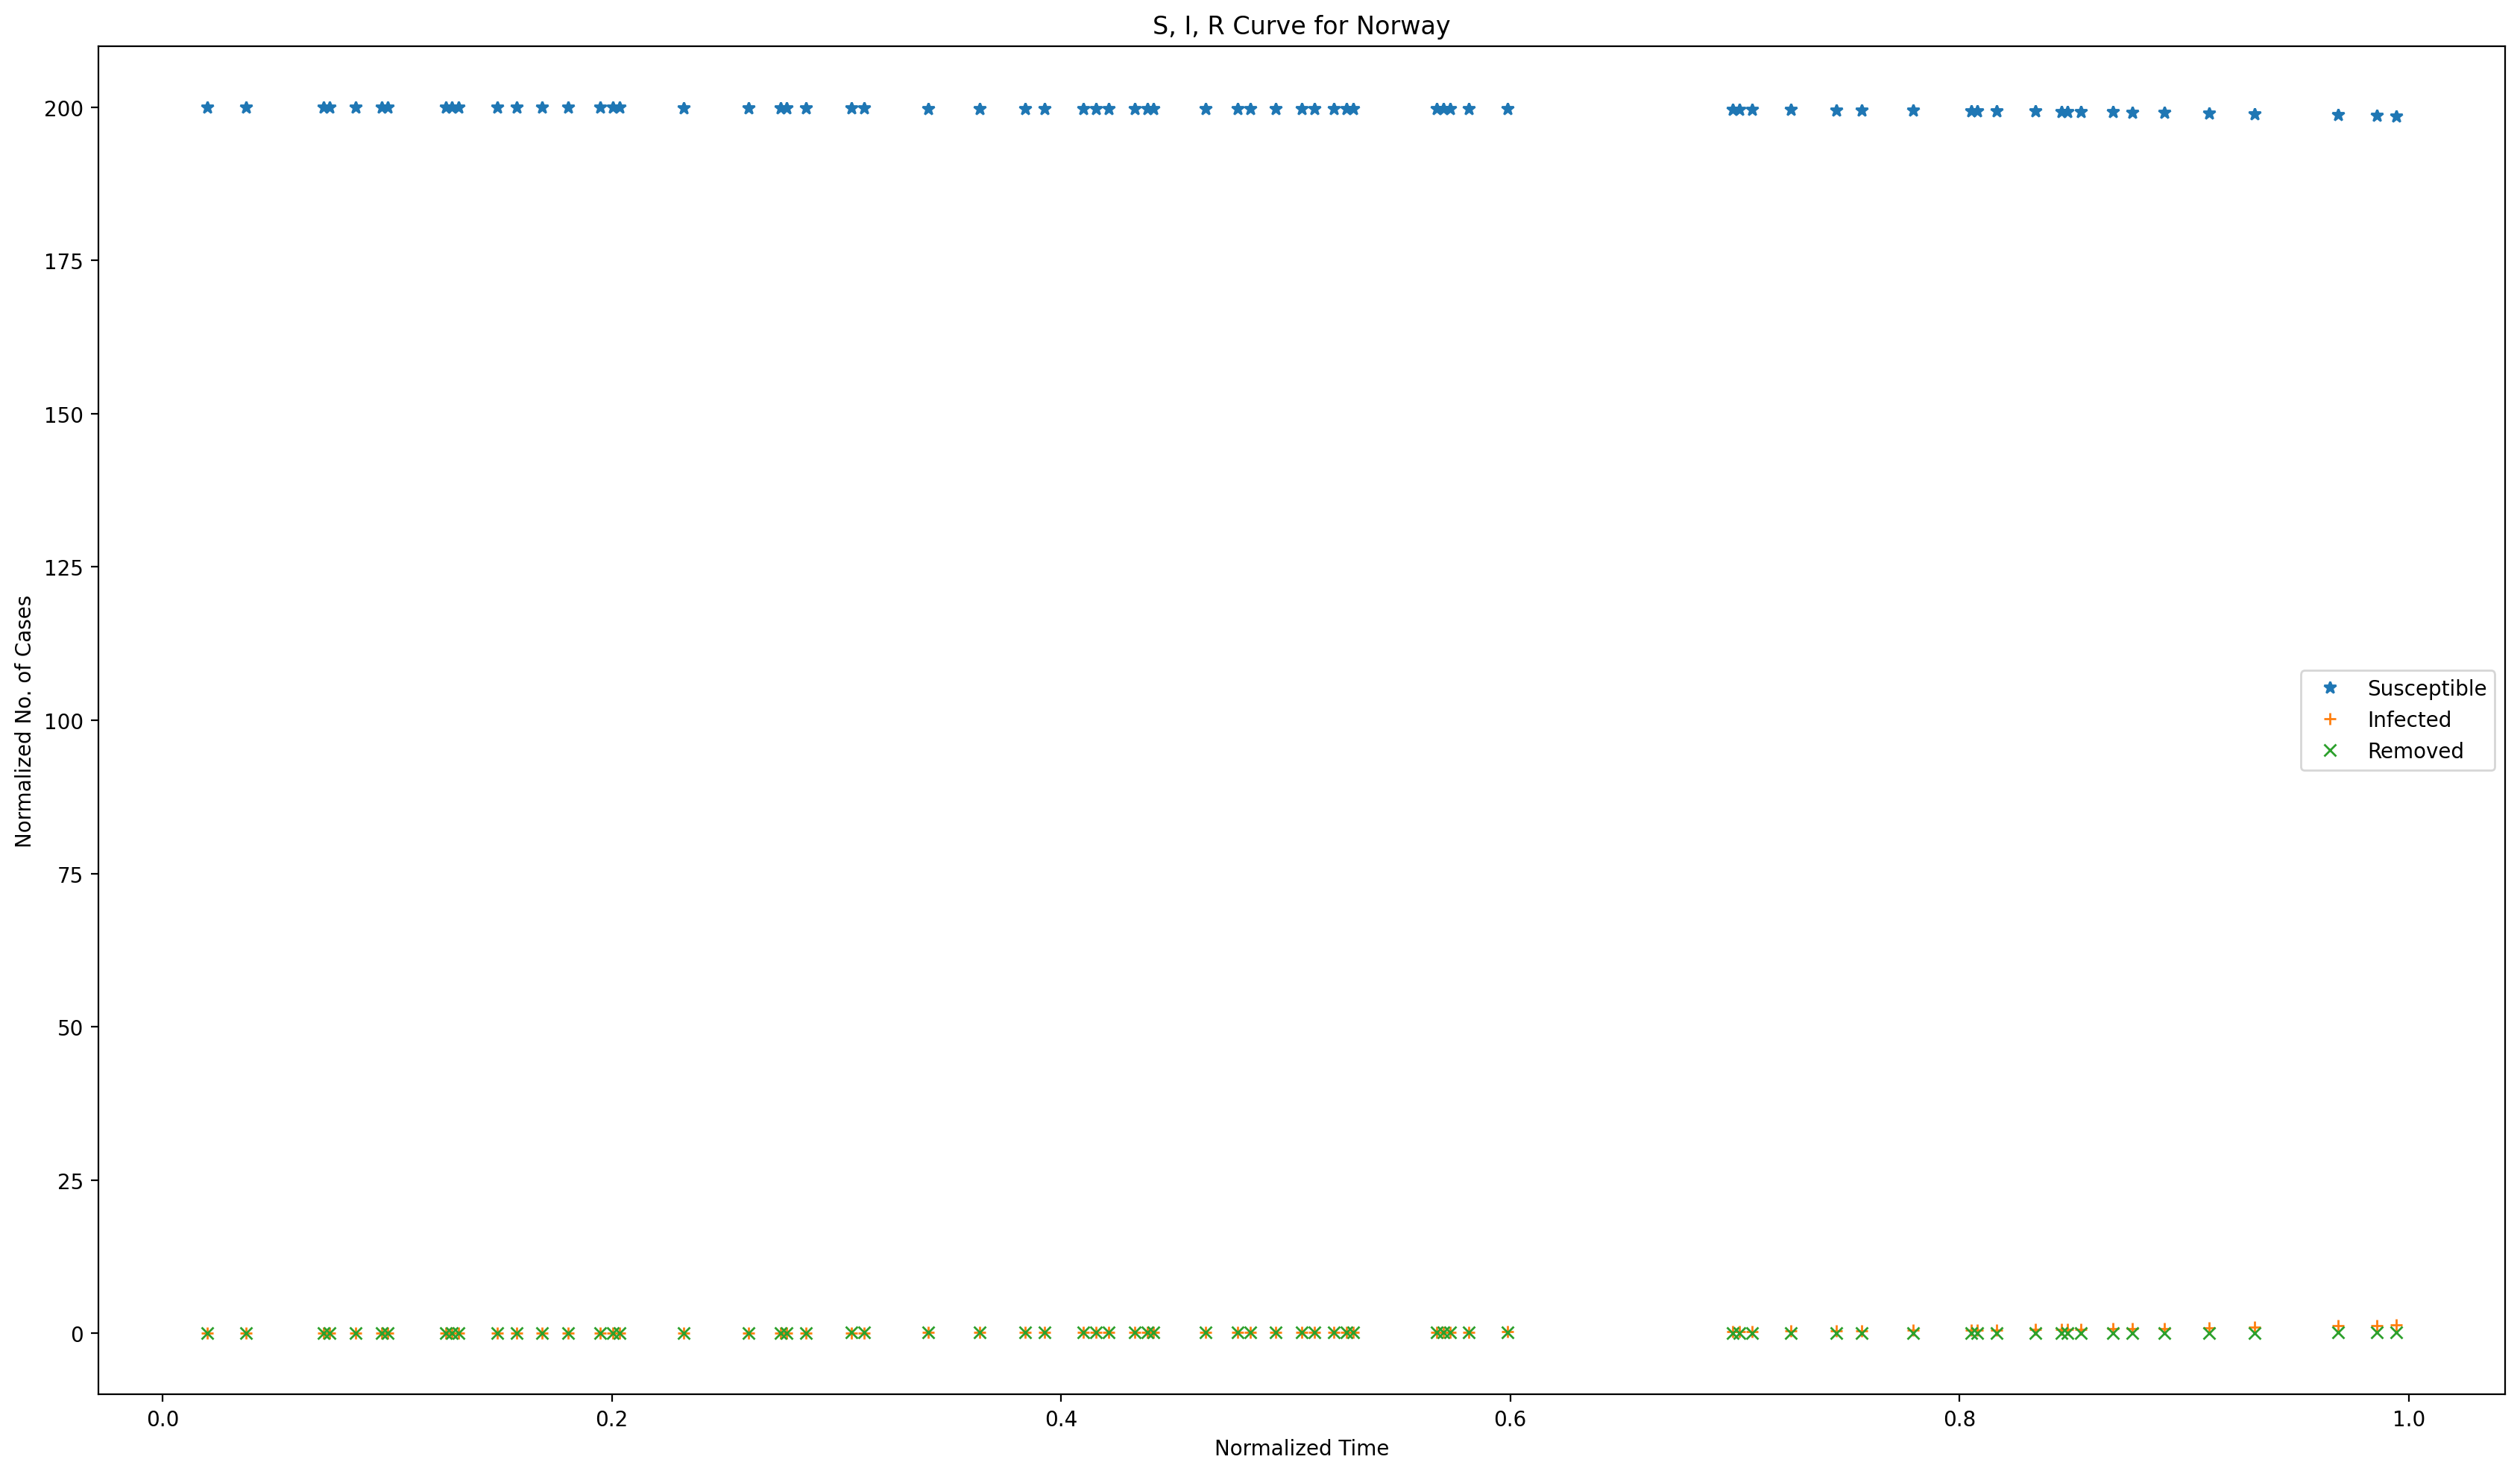 S, I, R Curve for Norway
200
175
150
125
100
75
50
25
0
Normalized No. of Cases
Susceptible
Infected
Removed
0.0 0.2 0.4 0.6 0.8 1.0
Normalized Time